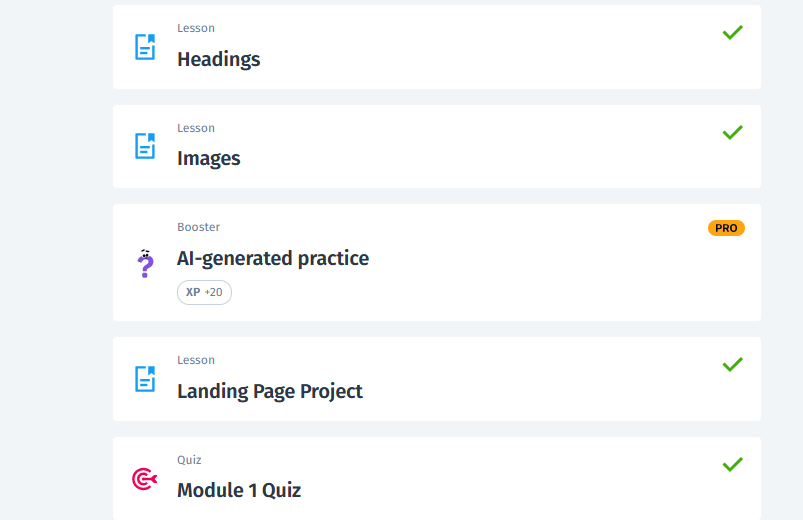 Lesson
Headings
Lesson
Images
Booster
PRO
AI-generated practice
XP +20
Lesson
Landing Page Project
Quiz
Module 1 Quiz